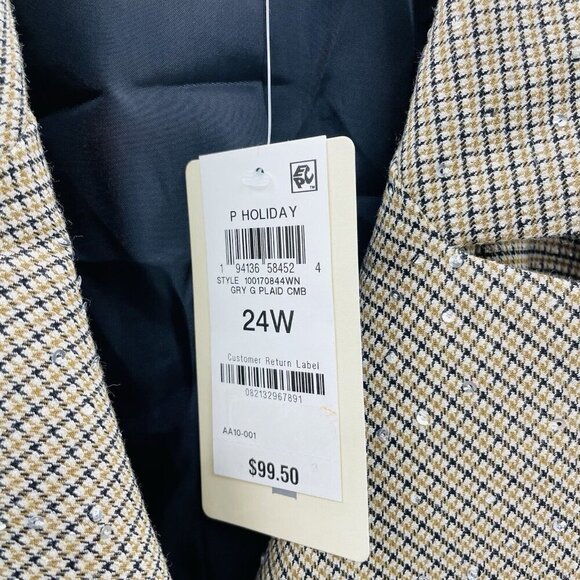 P HOLIDAY
1 94136 58452 4
STYLE 100170844WN
GRY G PLAID CMB
24W
Customer Return Label
082132967891
AA10-001
$99.50